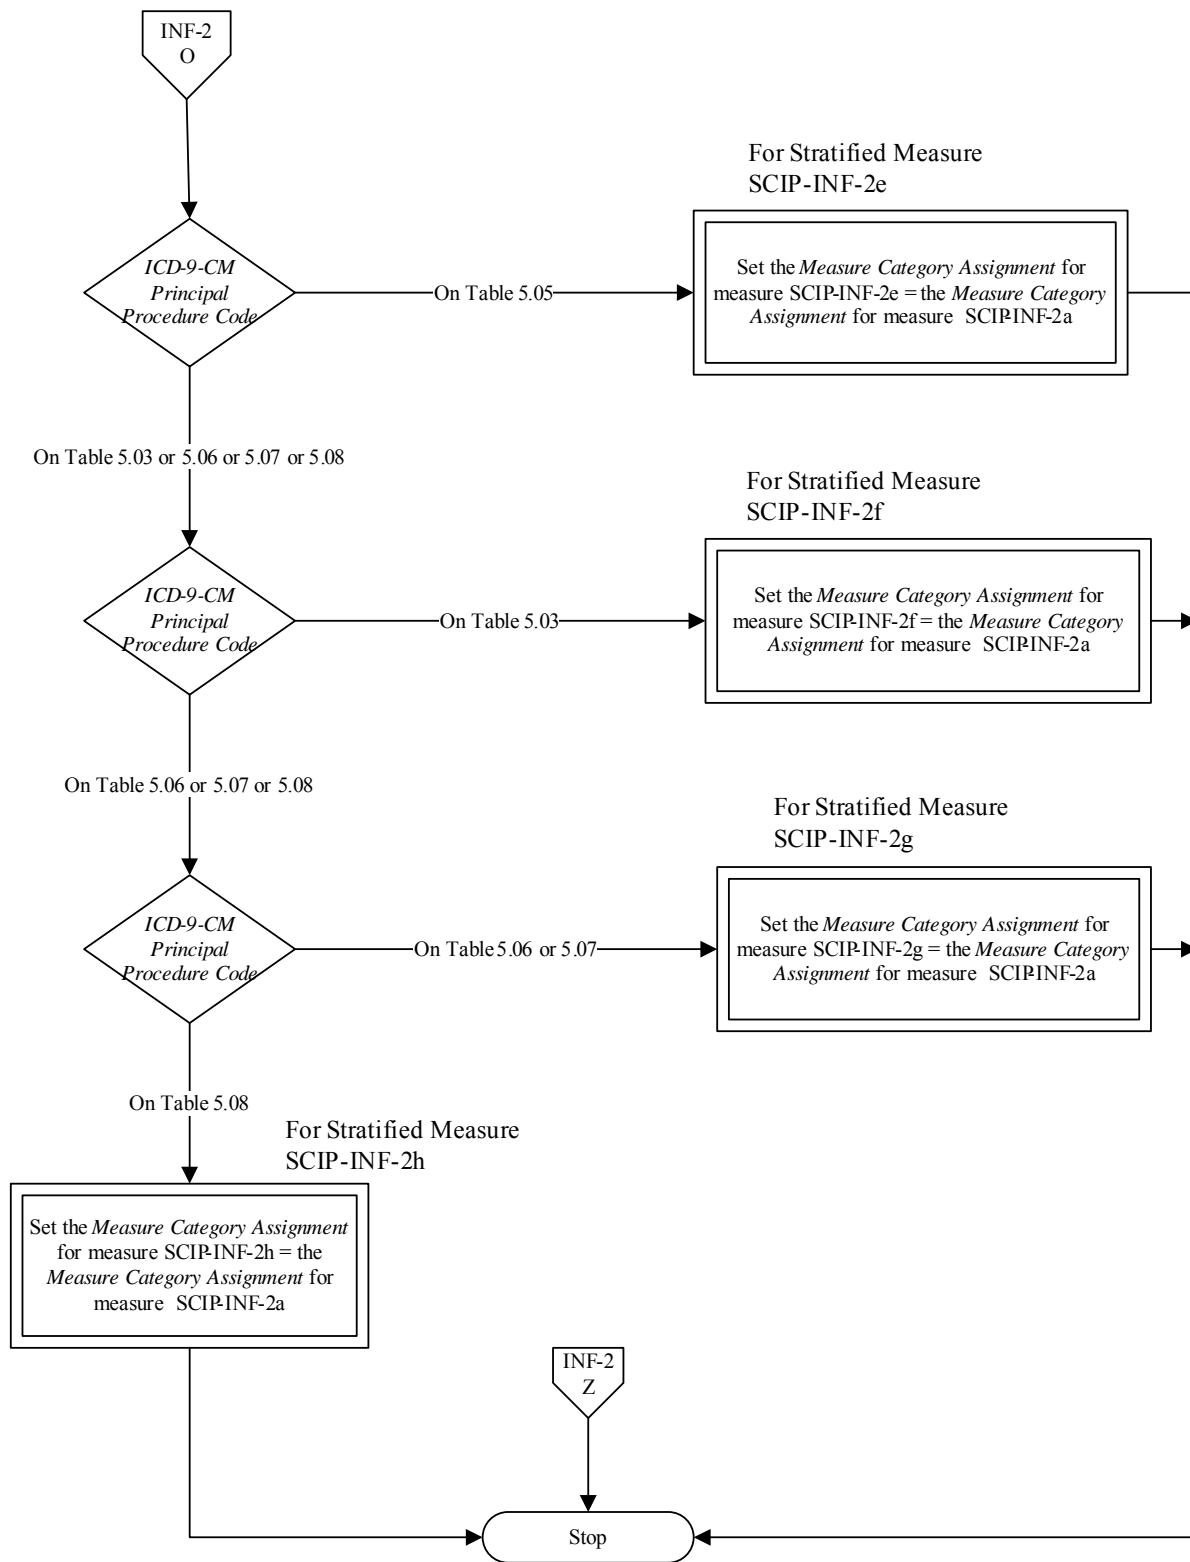 INF-2
O
For Stratified Measure
SCIP-INF-2e
ICD-9-CM
Principal
Procedure Code
On Table 5.05
Set the Measure Category Assignment for
measure SCIP-INF-2e = the Measure Category
Assignment for measure SCIP-INF-2a
On Table 5.03 or 5.06 or 5.07 or 5.08
For Stratified Measure
SCIP-INF-2f
ICD-9-CM
Principal
Procedure Code
On Table 5.03
Set the Measure Category Assignment for
measure SCIP-INF-2f = the Measure Category
Assignment for measure SCIP-INF-2a
On Table 5.06 or 5.07 or 5.08
For Stratified Measure
SCIP-INF-2g
ICD-9-CM
Principal
Procedure Code
On Table 5.06 or 5.07
Set the Measure Category Assignment for
measure SCIP-INF-2g = the Measure Category
Assignment for measure SCIP-INF-2a
On Table 5.08
For Stratified Measure
SCIP-INF-2h
Set the Measure Category Assignment
for measure SCIP-INF-2h = the
Measure Category Assignment for
measure SCIP-INF-2a
INF-2
Z
Stop